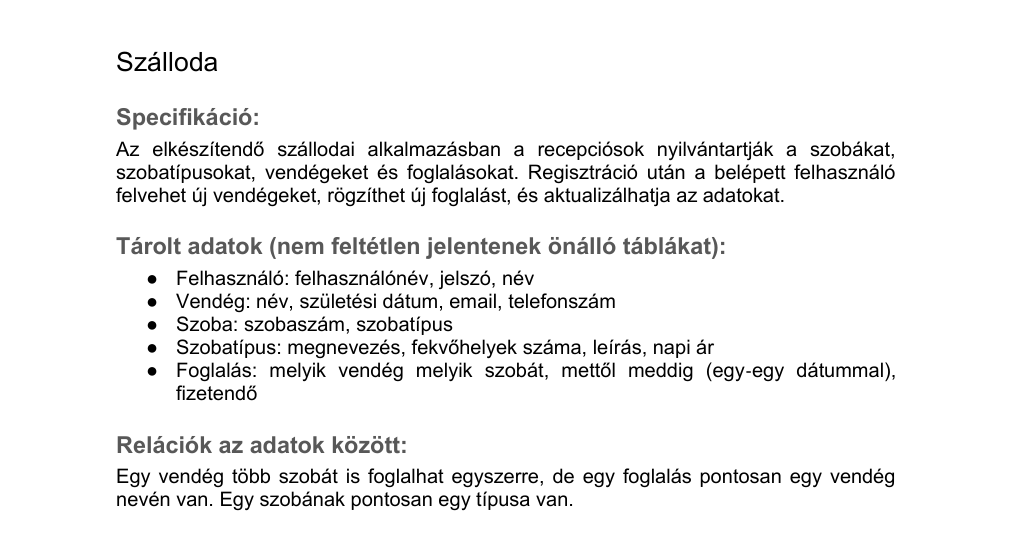 Szálloda
Specifikáció:
Az elkészítendő szállodai alkalmazásban a recepciósok nyilvántartják a szobákat,
szobatípusokat, vendégeket és foglalásokat. Regisztráció után a belépett felhasználó
felvehet új vendégeket, rögzíthet új foglalást, és aktualizálhatja az adatokat.
Tárolt adatok (nem feltétlen jelentenek önálló táblákat):
● Felhasználó: felhasználónév, jelszó, név
● Vendég: név, születési dátum, email, telefonszám
● Szoba: szobaszám, szobatípus
● Szobatípus: megnevezés, fekvőhelyek száma, leírás, napi ár
● Foglalás: melyik vendég melyik szobát, mettől meddig (egy-egy dátummal),
fizetendő
Relációk az adatok között:
Egy vendég több szobát is foglalhat egyszerre, de egy foglalás pontosan egy vendég
nevén van. Egy szobának pontosan egy típusa van.